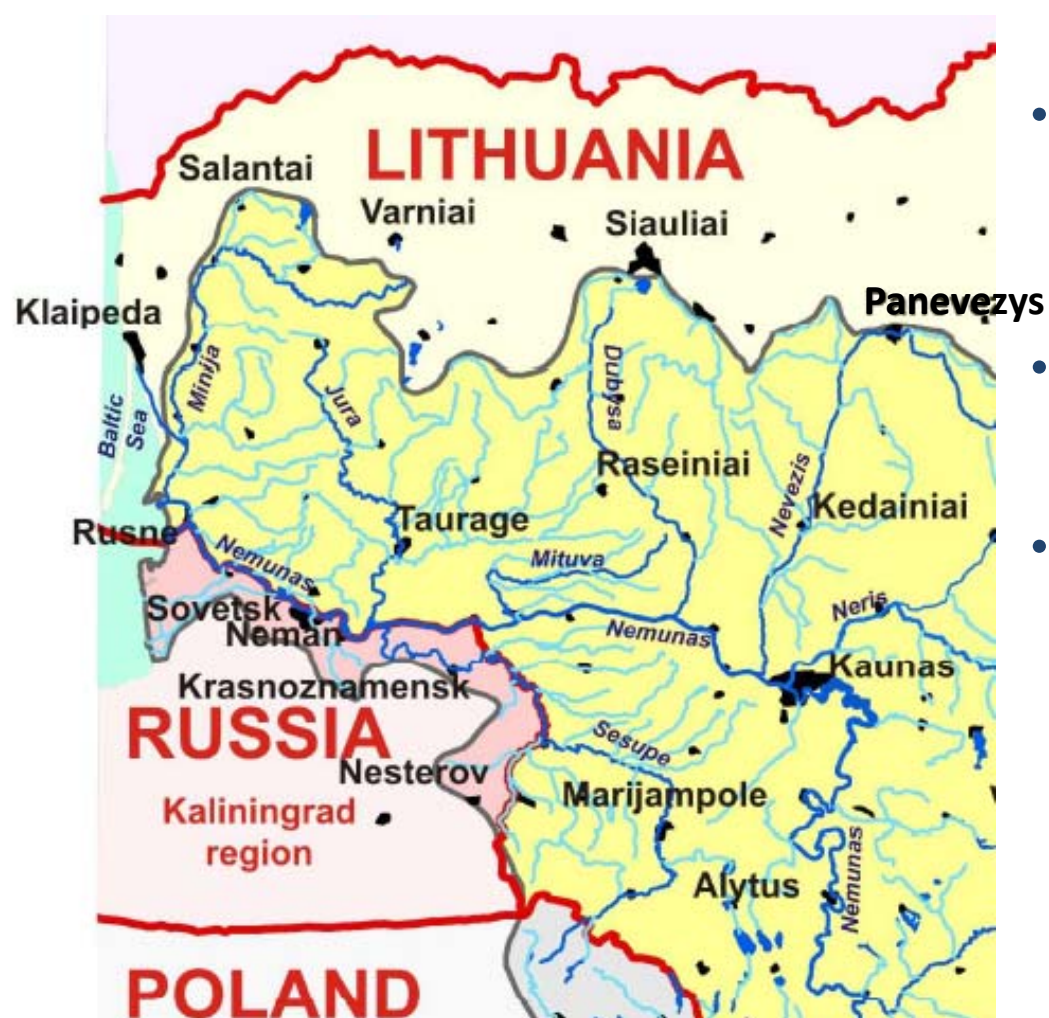 LITHUANIA
Salantai
Varniai
Siauliai
Panevezys
Klaipeda
Minija
Jura
Dubysa
Baltic
Sea
Raseiniai
Nevezis
Kedainiai
Rusne
Taurage
Nemunas
Mituva
Sovetsk
Neman
Nemunas
Neris
Kaunas
Krasnoznamensk
RUSSIA
Sesupe
Nesterov
Marijampole
Kaliningrad
region
Alytus
Nemunas
POLAND